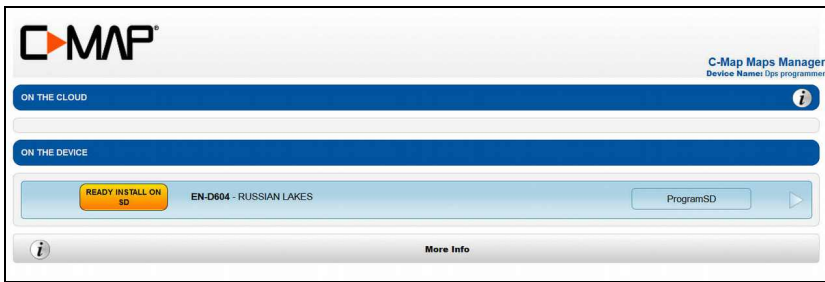 C-MAP®
C-Map Maps Manager
Device Name: Dps programmer
ON THE CLOUD
i
ON THE DEVICE
READY INSTALL ON
SD
EN-D604 - RUSSIAN LAKES
ProgramSD
i
More Info